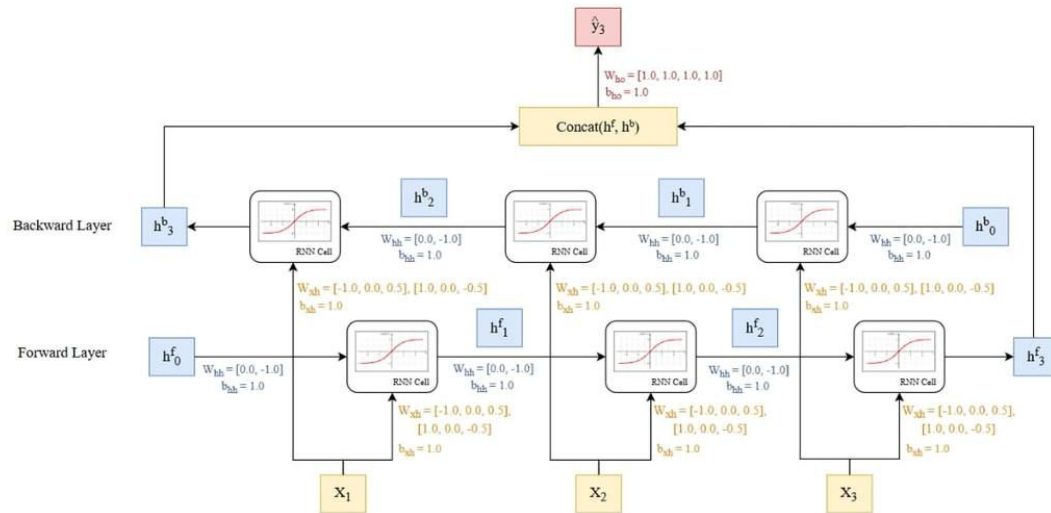 ŷ₃
Wₕₒ = [1.0, 1.0, 1.0, 1.0]
bₕₒ = 1.0
Concat(hᶠ, hᵇ)
Backward Layer
hᵇ₃
RNN Cell
hᵇ₂
Wₕₕ = [0.0, -1.0]
bₕₕ = 1.0
RNN Cell
hᵇ₁
Wₕₕ = [0.0, -1.0]
bₕₕ = 1.0
RNN Cell
Wₕₕ = [0.0, -1.0]
bₕₕ = 1.0
hᵇ₀
Wₓₕ = [-1.0, 0.0, 0.5], [1.0, 0.0, -0.5]
bₓₕ = 1.0
Wₓₕ = [-1.0, 0.0, 0.5], [1.0, 0.0, -0.5]
bₓₕ = 1.0
Wₓₕ = [-1.0, 0.0, 0.5], [1.0, 0.0, -0.5]
bₓₕ = 1.0
Forward Layer
hᶠ₀
Wₕₕ = [0.0, -1.0]
bₕₕ = 1.0
RNN Cell
hᶠ₁
Wₕₕ = [0.0, -1.0]
bₕₕ = 1.0
RNN Cell
hᶠ₂
Wₕₕ = [0.0, -1.0]
bₕₕ = 1.0
RNN Cell
hᶠ₃
Wₓₕ = [-1.0, 0.0, 0.5],
[1.0, 0.0, -0.5]
bₓₕ = 1.0
Wₓₕ = [-1.0, 0.0, 0.5],
[1.0, 0.0, -0.5]
bₓₕ = 1.0
Wₓₕ = [-1.0, 0.0, 0.5],
[1.0, 0.0, -0.5]
bₓₕ = 1.0
X₁
X₂
X₃